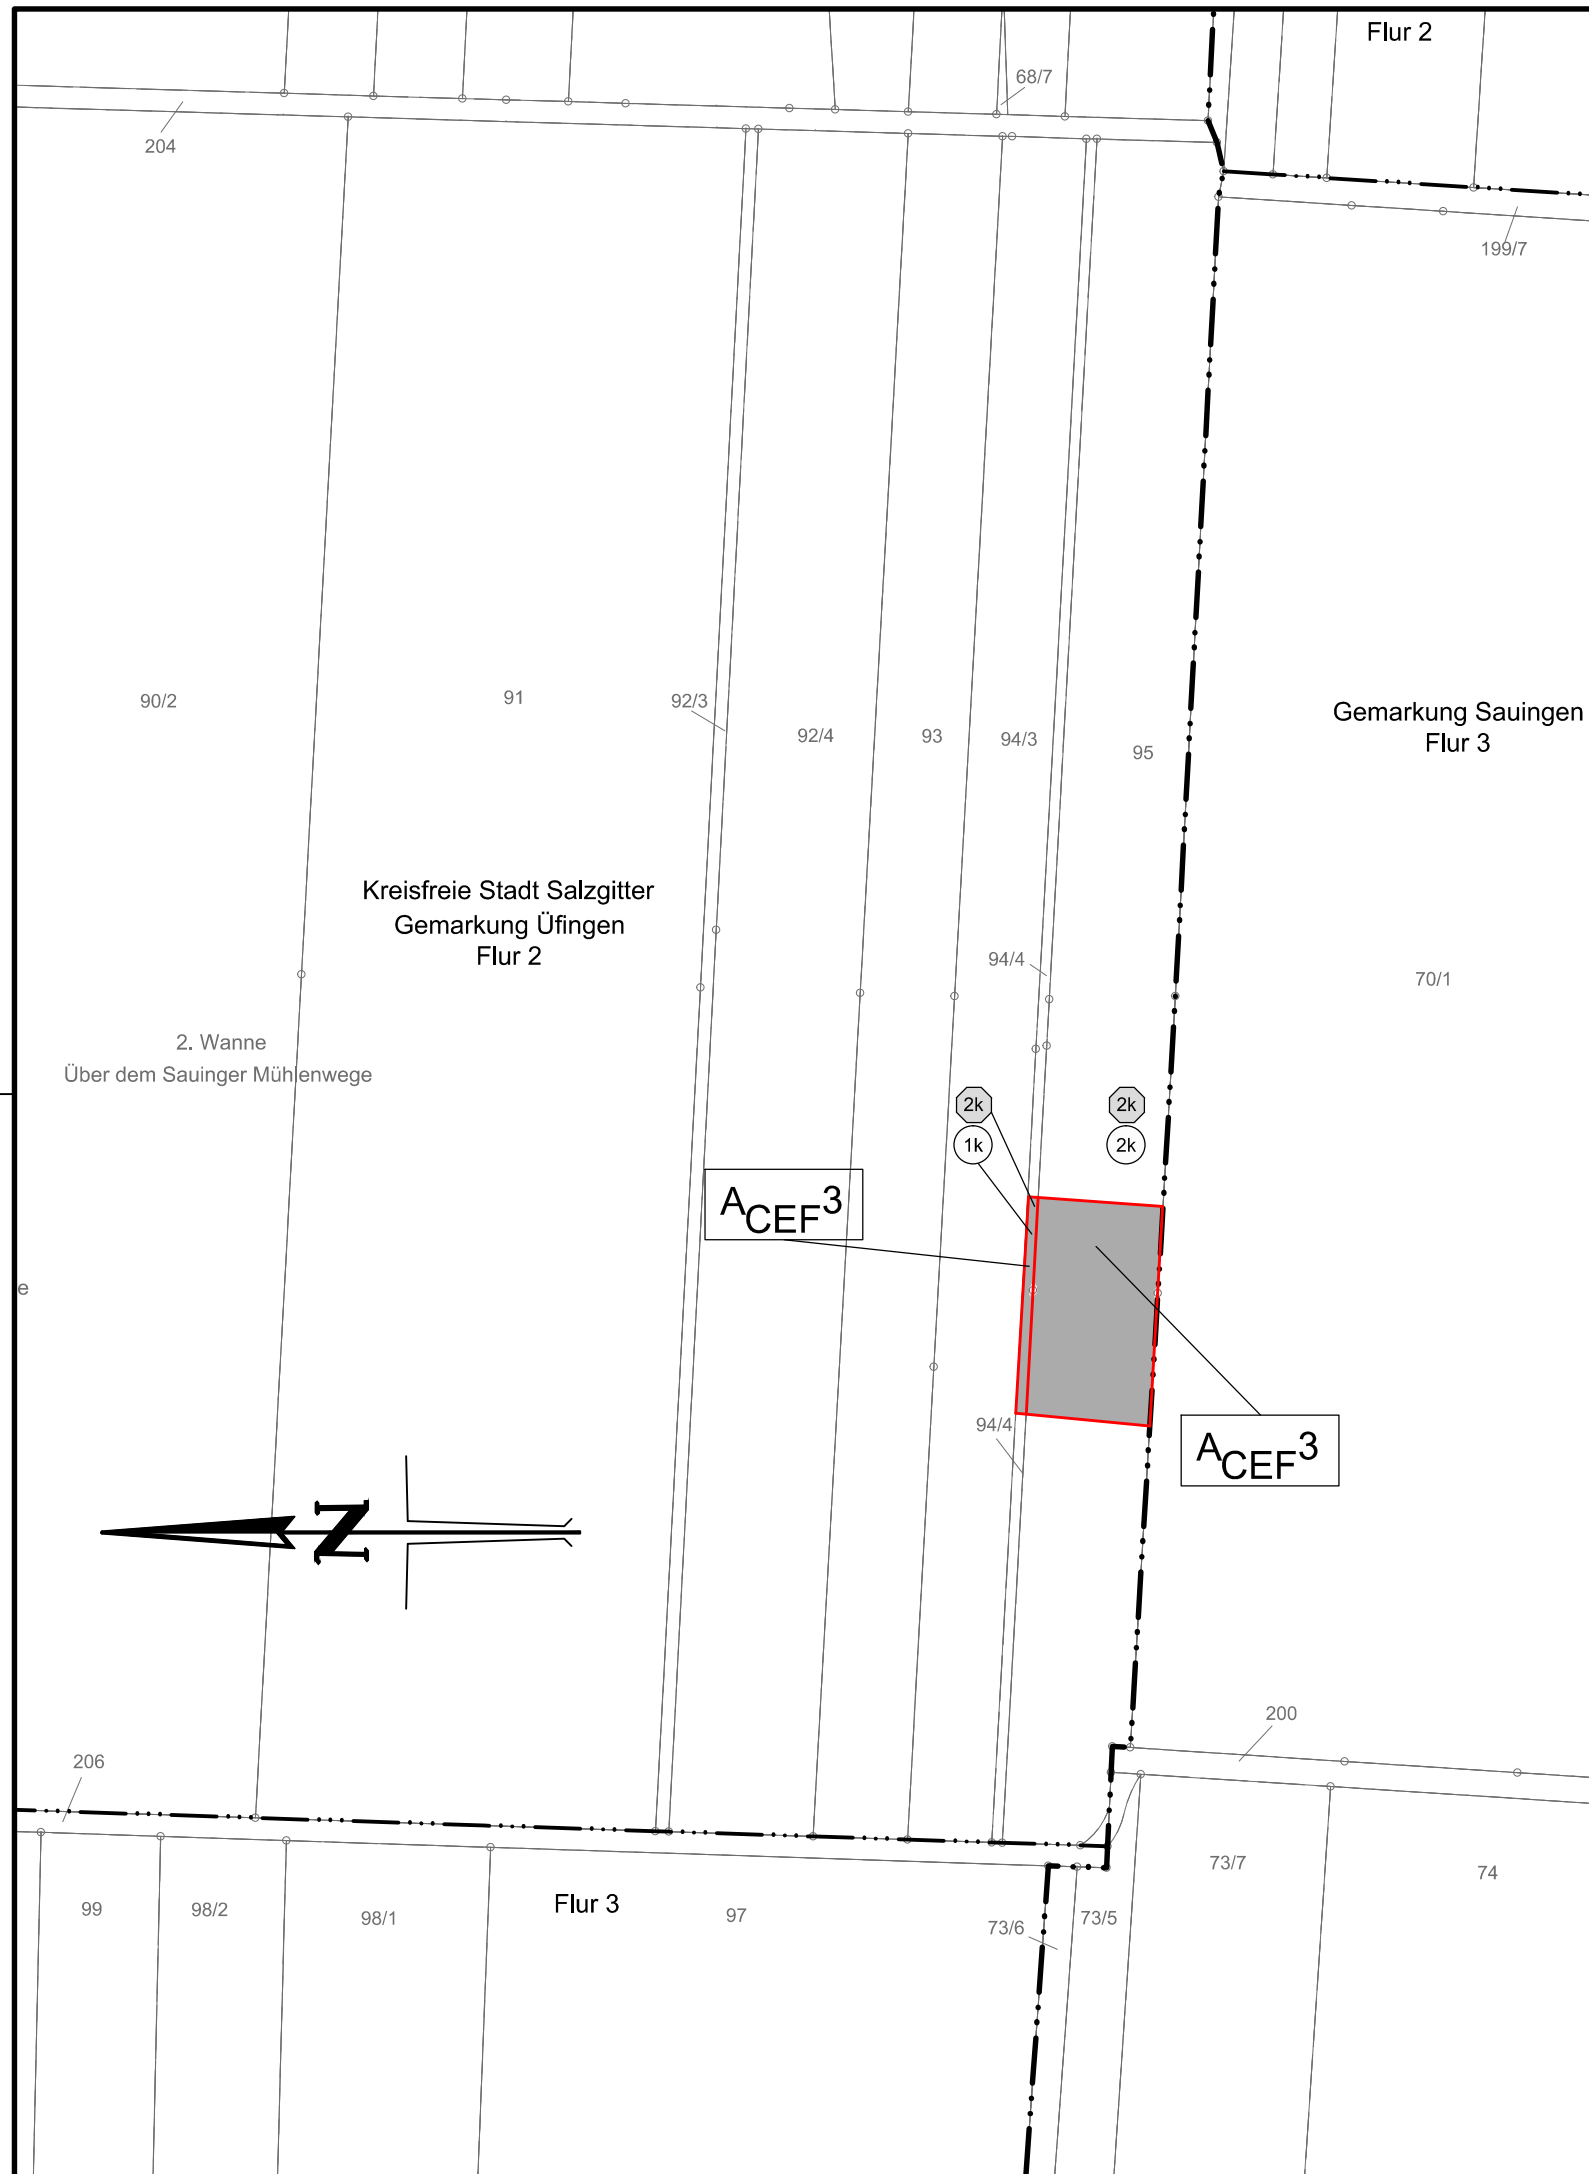 Flur 2
68/7
204
199/7
90/2
91
92/3
92/4
93
94/3
95
Gemarkung Sauingen
Flur 3
Kreisfreie Stadt Salzgitter
Gemarkung Üfingen
Flur 2
94/4
70/1
2. Wanne
Über dem Sauinger Mühlenwege
2k
2k
1k
2k
ACEF3
e
94/4
ACEF3
N
200
206
73/7
74
99
98/2
98/1
Flur 3
97
73/6
73/5